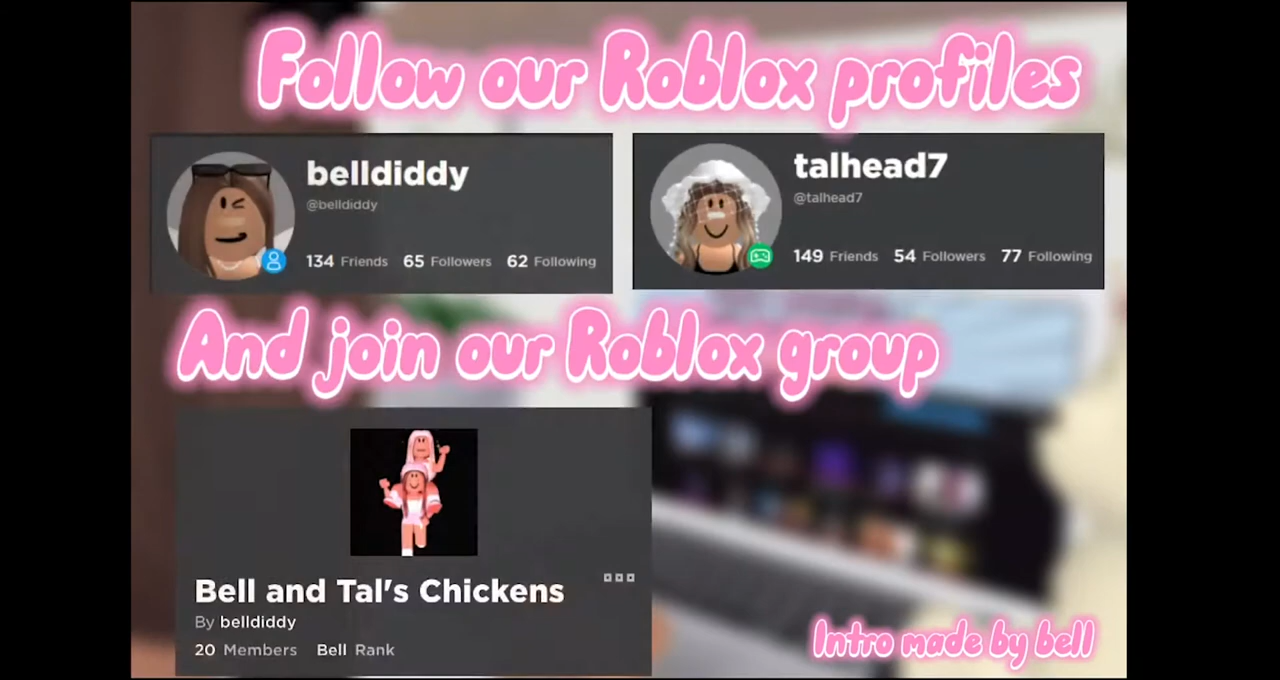 Follow our Roblox profiles
belldiddy
@belldiddy
134 Friends 65 Followers 62 Following
talhead7
@talhead7
149 Friends 54 Followers 77 Following
And join our Roblox group
Bell and Tal's Chickens
By belldiddy
20 Members Bell Rank
Intro made by bell